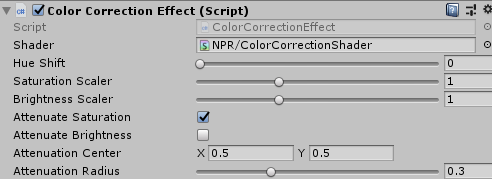 Color Correction Effect (Script)
Script ColorCorrectionEffect
Shader NPR/ColorCorrectionShader
Hue Shift 0
Saturation Scaler 1
Brightness Scaler 1
Attenuate Saturation
Attenuate Brightness
Attenuation Center X 0.5 Y 0.5
Attenuation Radius 0.3